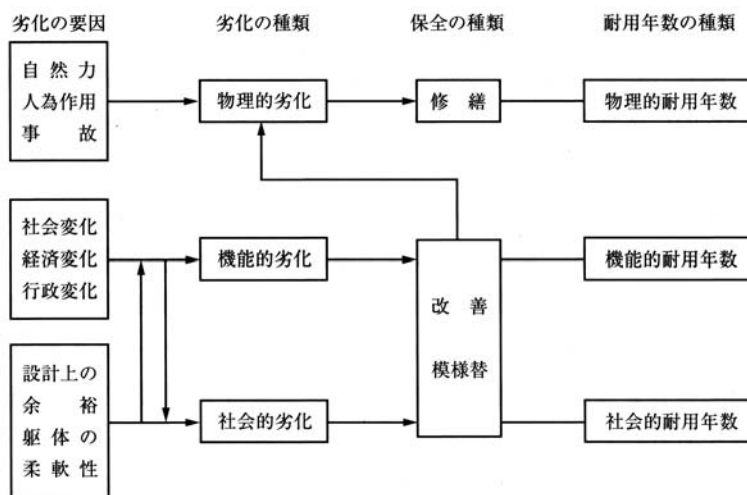 劣化の要因
劣化の種類
保全の種類
耐用年数の種類
自然力
人為作用
事故
物理的劣化
修繕
物理的耐用年数
社会変化
経済変化
行政変化
機能的劣化
改善
模様替
機能的耐用年数
設計上の
余裕
躯体の
柔軟性
社会的劣化
社会的耐用年数